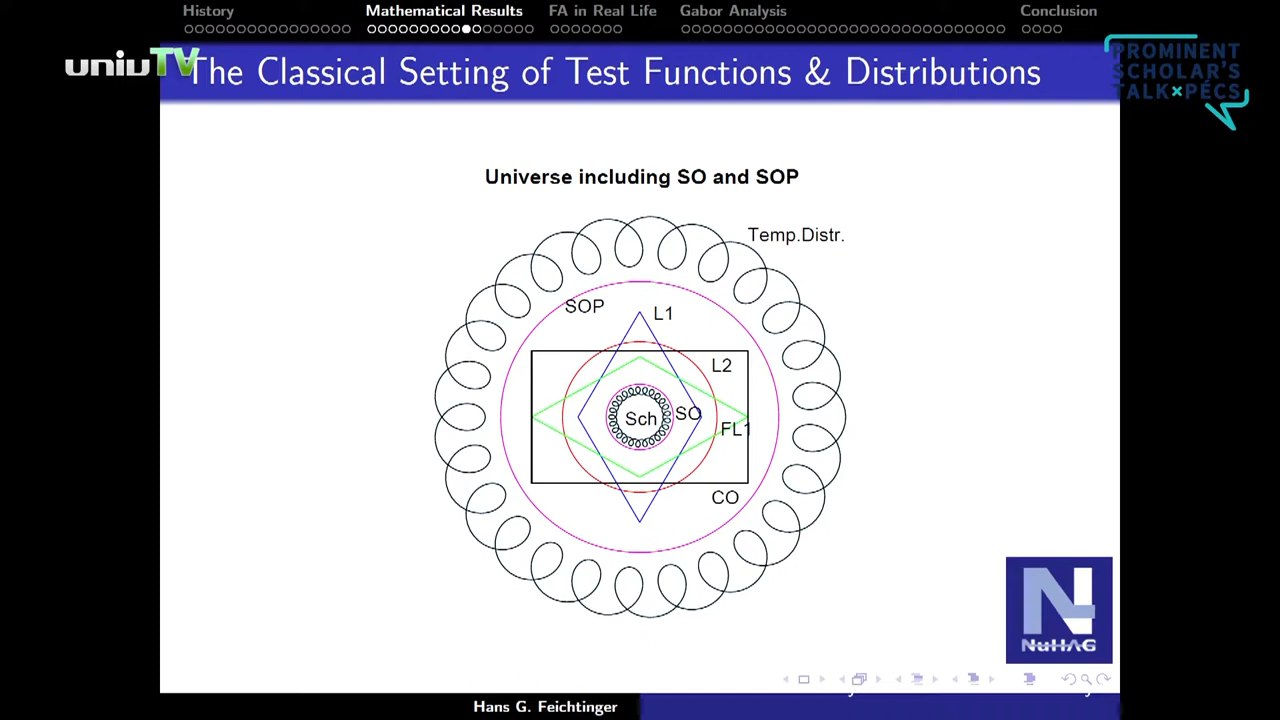 History Mathematical Results FA in Real Life Gabor Analysis Conclusion
univTV
The Classical Setting of Test Functions & Distributions
PROMINENT
SCHOLAR'S
TALK×PÉCS
Universe including SO and SOP
Temp.Distr.
SOP
L1
L2
Sch
SO
FL1
CO
N
NuHAG
Hans G. Feichtinger